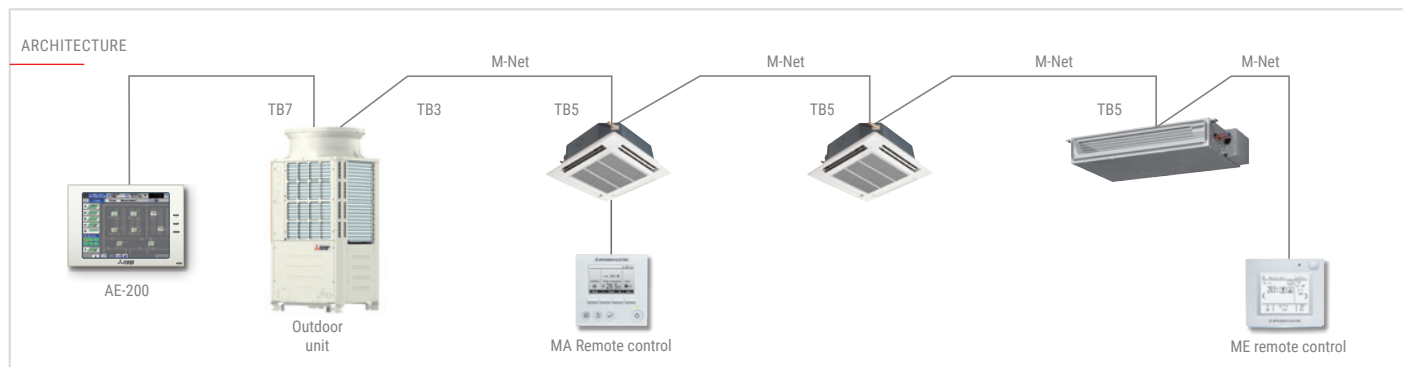 ARCHITECTURE
M-Net
M-Net
M-Net
M-Net
TB7
TB3
TB5
TB5
TB5
AE-200
Outdoor
unit
MA Remote control
ME remote control